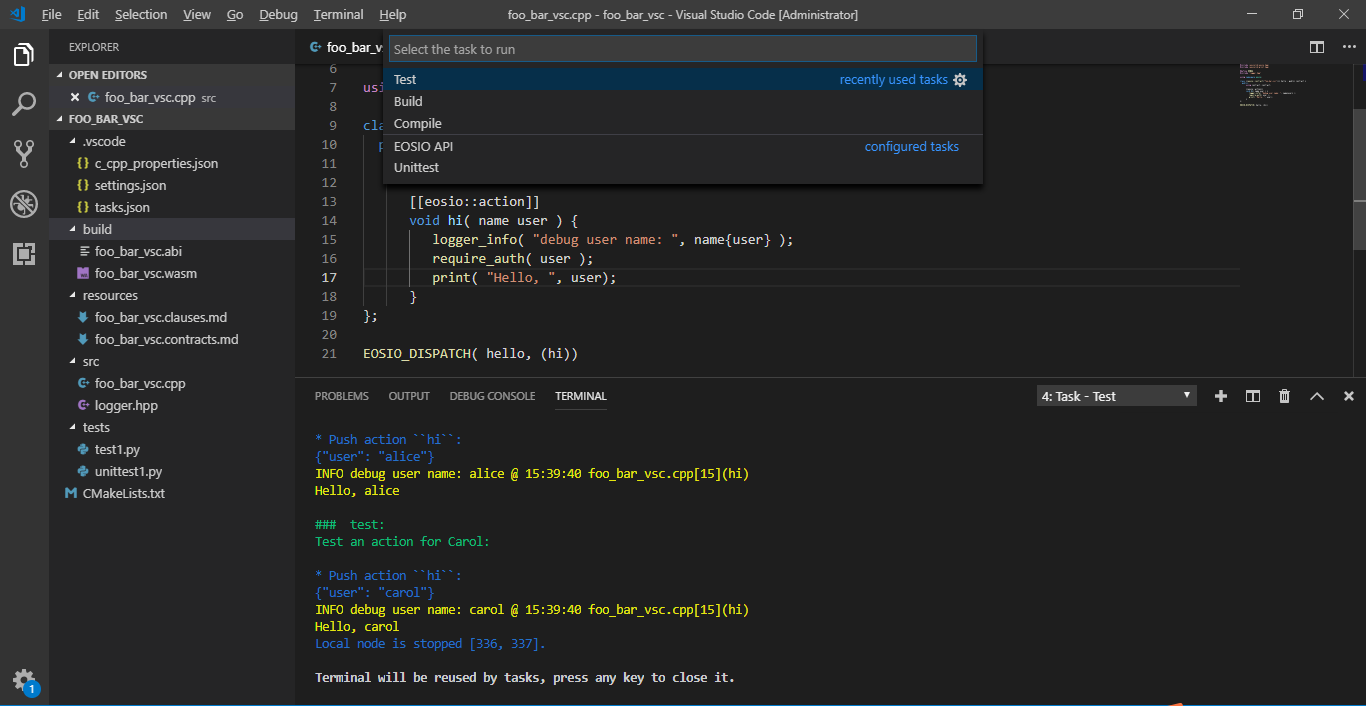 File Edit Selection View Go Debug Terminal Help foo_bar_vsc.cpp - foo_bar_vsc - Visual Studio Code [Administrator]
EXPLORER
OPEN EDITORS
foo_bar_vsc.cpp src
FOO_BAR_VSC
.vscode
{} c_cpp_properties.json
{} settings.json
{} tasks.json
build
foo_bar_vsc.abi
foo_bar_vsc.wasm
resources
foo_bar_vsc.clauses.md
foo_bar_vsc.contracts.md
src
foo_bar_vsc.cpp
logger.hpp
tests
test1.py
unittest1.py
CMakeLists.txt
1
foo_bar_vs
Select the task to run
Test recently used tasks
Build
Compile
EOSIO API configured tasks
Unittest
6
7 usi
8
9 cla
10 p
11
12
13 [[eosio::action]]
14 void hi( name user ) {
15 logger_info( "debug user name: ", name{user} );
16 require_auth( user );
17 print( "Hello, ", user);
18 }
19 };
20
21 EOSIO_DISPATCH( hello, (hi))
PROBLEMS OUTPUT DEBUG CONSOLE TERMINAL 4: Task - Test
* Push action ``hi``:
{"user": "alice"}
INFO debug user name: alice @ 15:39:40 foo_bar_vsc.cpp[15](hi)
Hello, alice
### test:
Test an action for Carol:
* Push action ``hi``:
{"user": "carol"}
INFO debug user name: carol @ 15:39:40 foo_bar_vsc.cpp[15](hi)
Hello, carol
Local node is stopped [336, 337].
Terminal will be reused by tasks, press any key to close it.